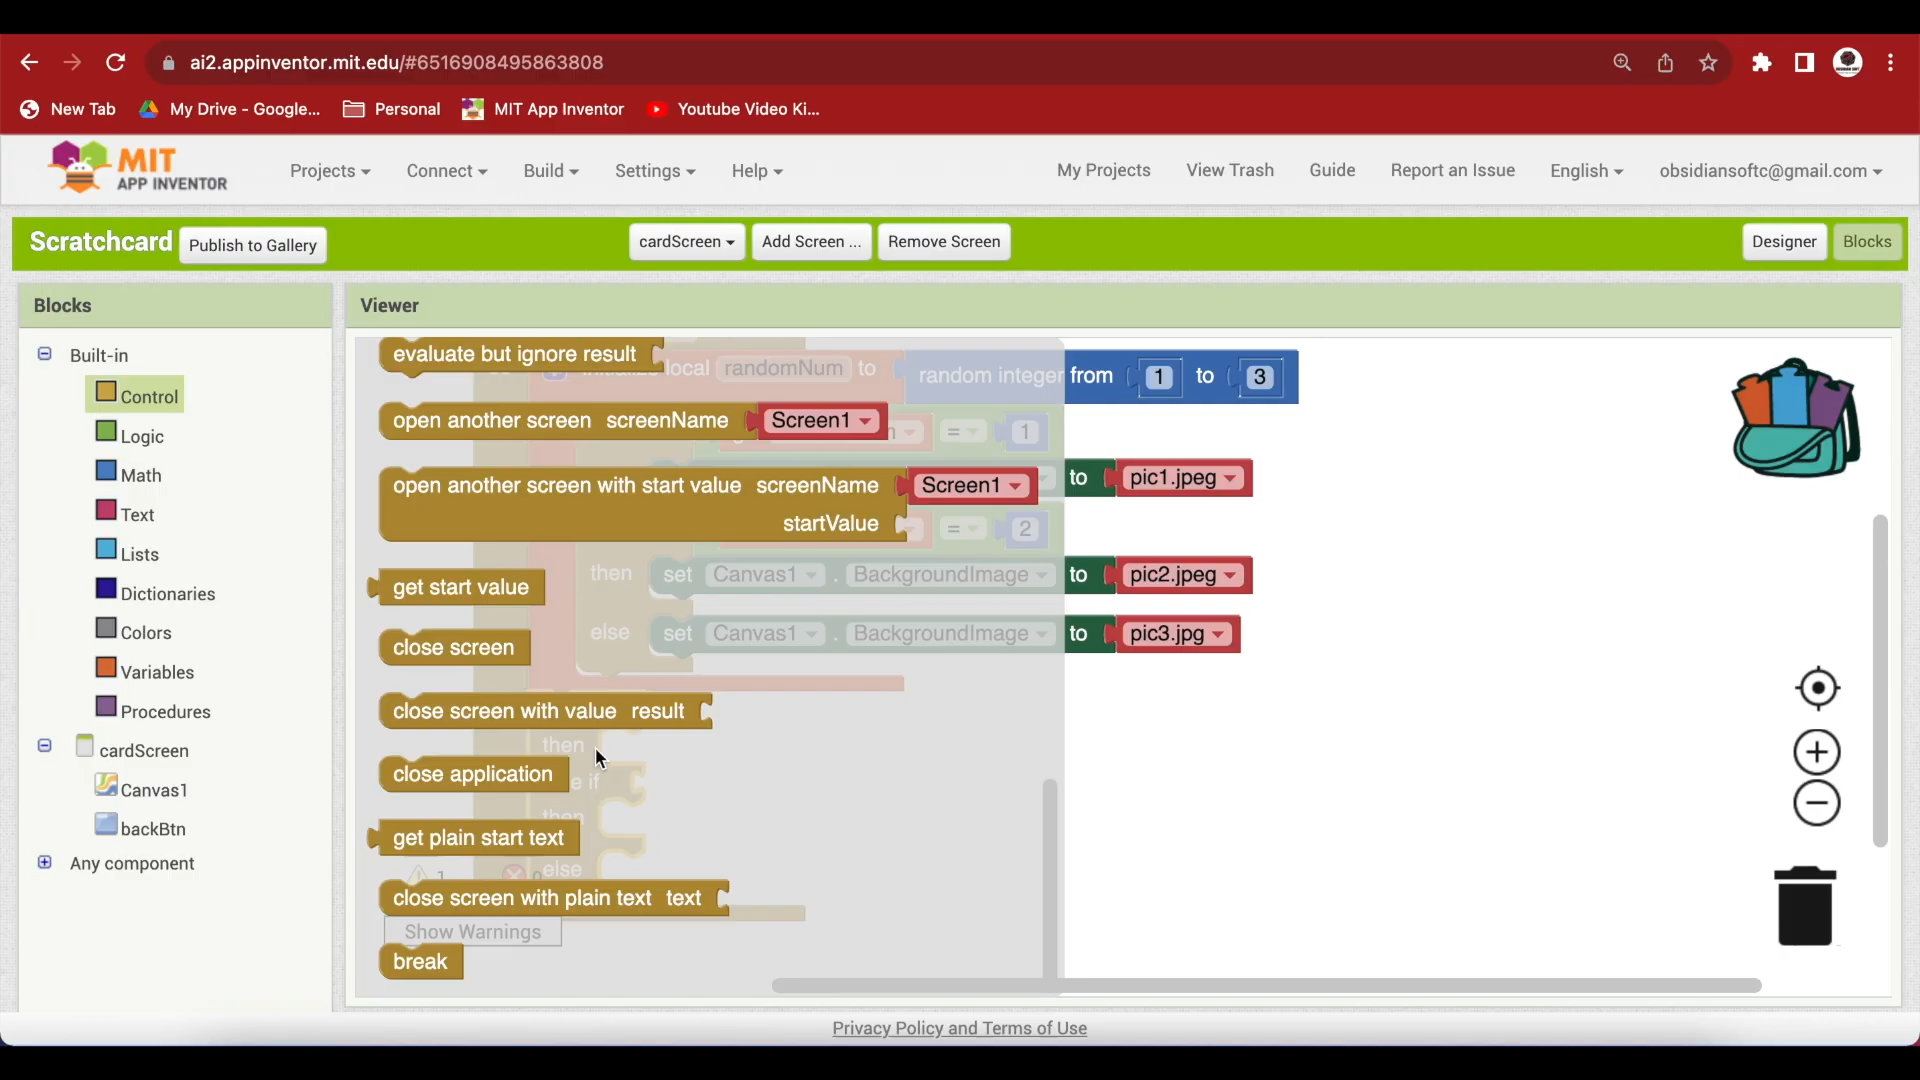 ai2.appinventor.mit.edu/#6516908495863808
New Tab My Drive - Google... Personal MIT App Inventor Youtube Video Ki...
MIT APP INVENTOR Projects Connect Build Settings Help My Projects View Trash Guide Report an Issue English obsidiansoftc@gmail.com
Scratchcard Publish to Gallery cardScreen Add Screen ... Remove Screen Designer Blocks
Blocks Viewer
Built-in
Control
Logic
Math
Text
Lists
Dictionaries
Colors
Variables
Procedures
cardScreen
Canvas1
backBtn
Any component
evaluate but ignore result local randomNum to random integer from 1 to 3
open another screen screenName Screen1 = 1
open another screen with start value screenName Screen1 to pic1.jpeg
startValue = 2
get start value then set Canvas1 . BackgroundImage to pic2.jpeg
close screen else set Canvas1 . BackgroundImage to pic3.jpg
close screen with value result
then
close application if
then
get plain start text
else
close screen with plain text text
Show Warnings
break
Privacy Policy and Terms of Use